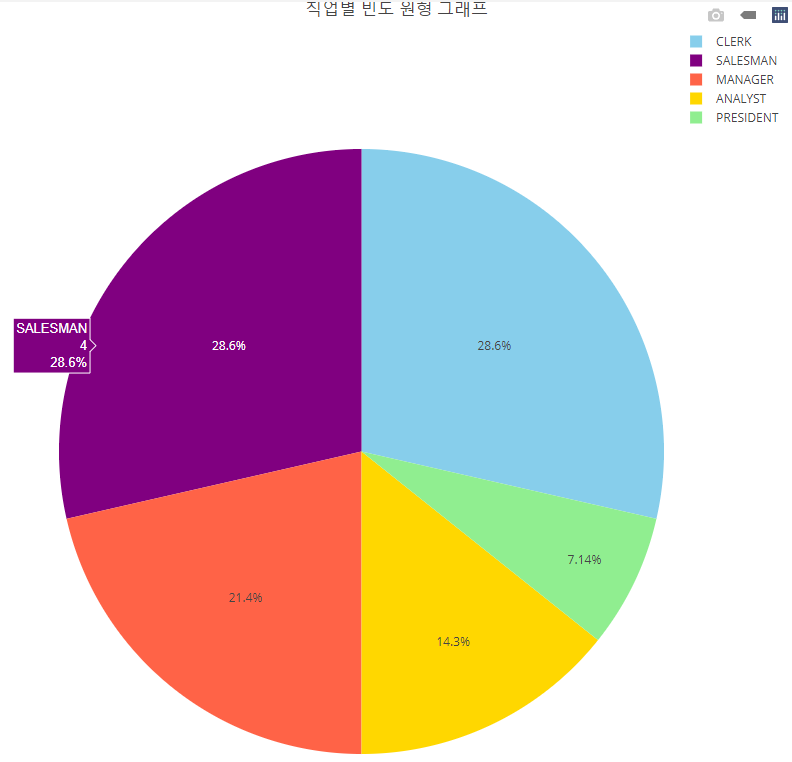 직업별 빈도 원형 그래프
CLERK
SALESMAN
MANAGER
ANALYST
PRESIDENT
SALESMAN
4
28.6%
28.6%
28.6%
7.14%
21.4%
14.3%